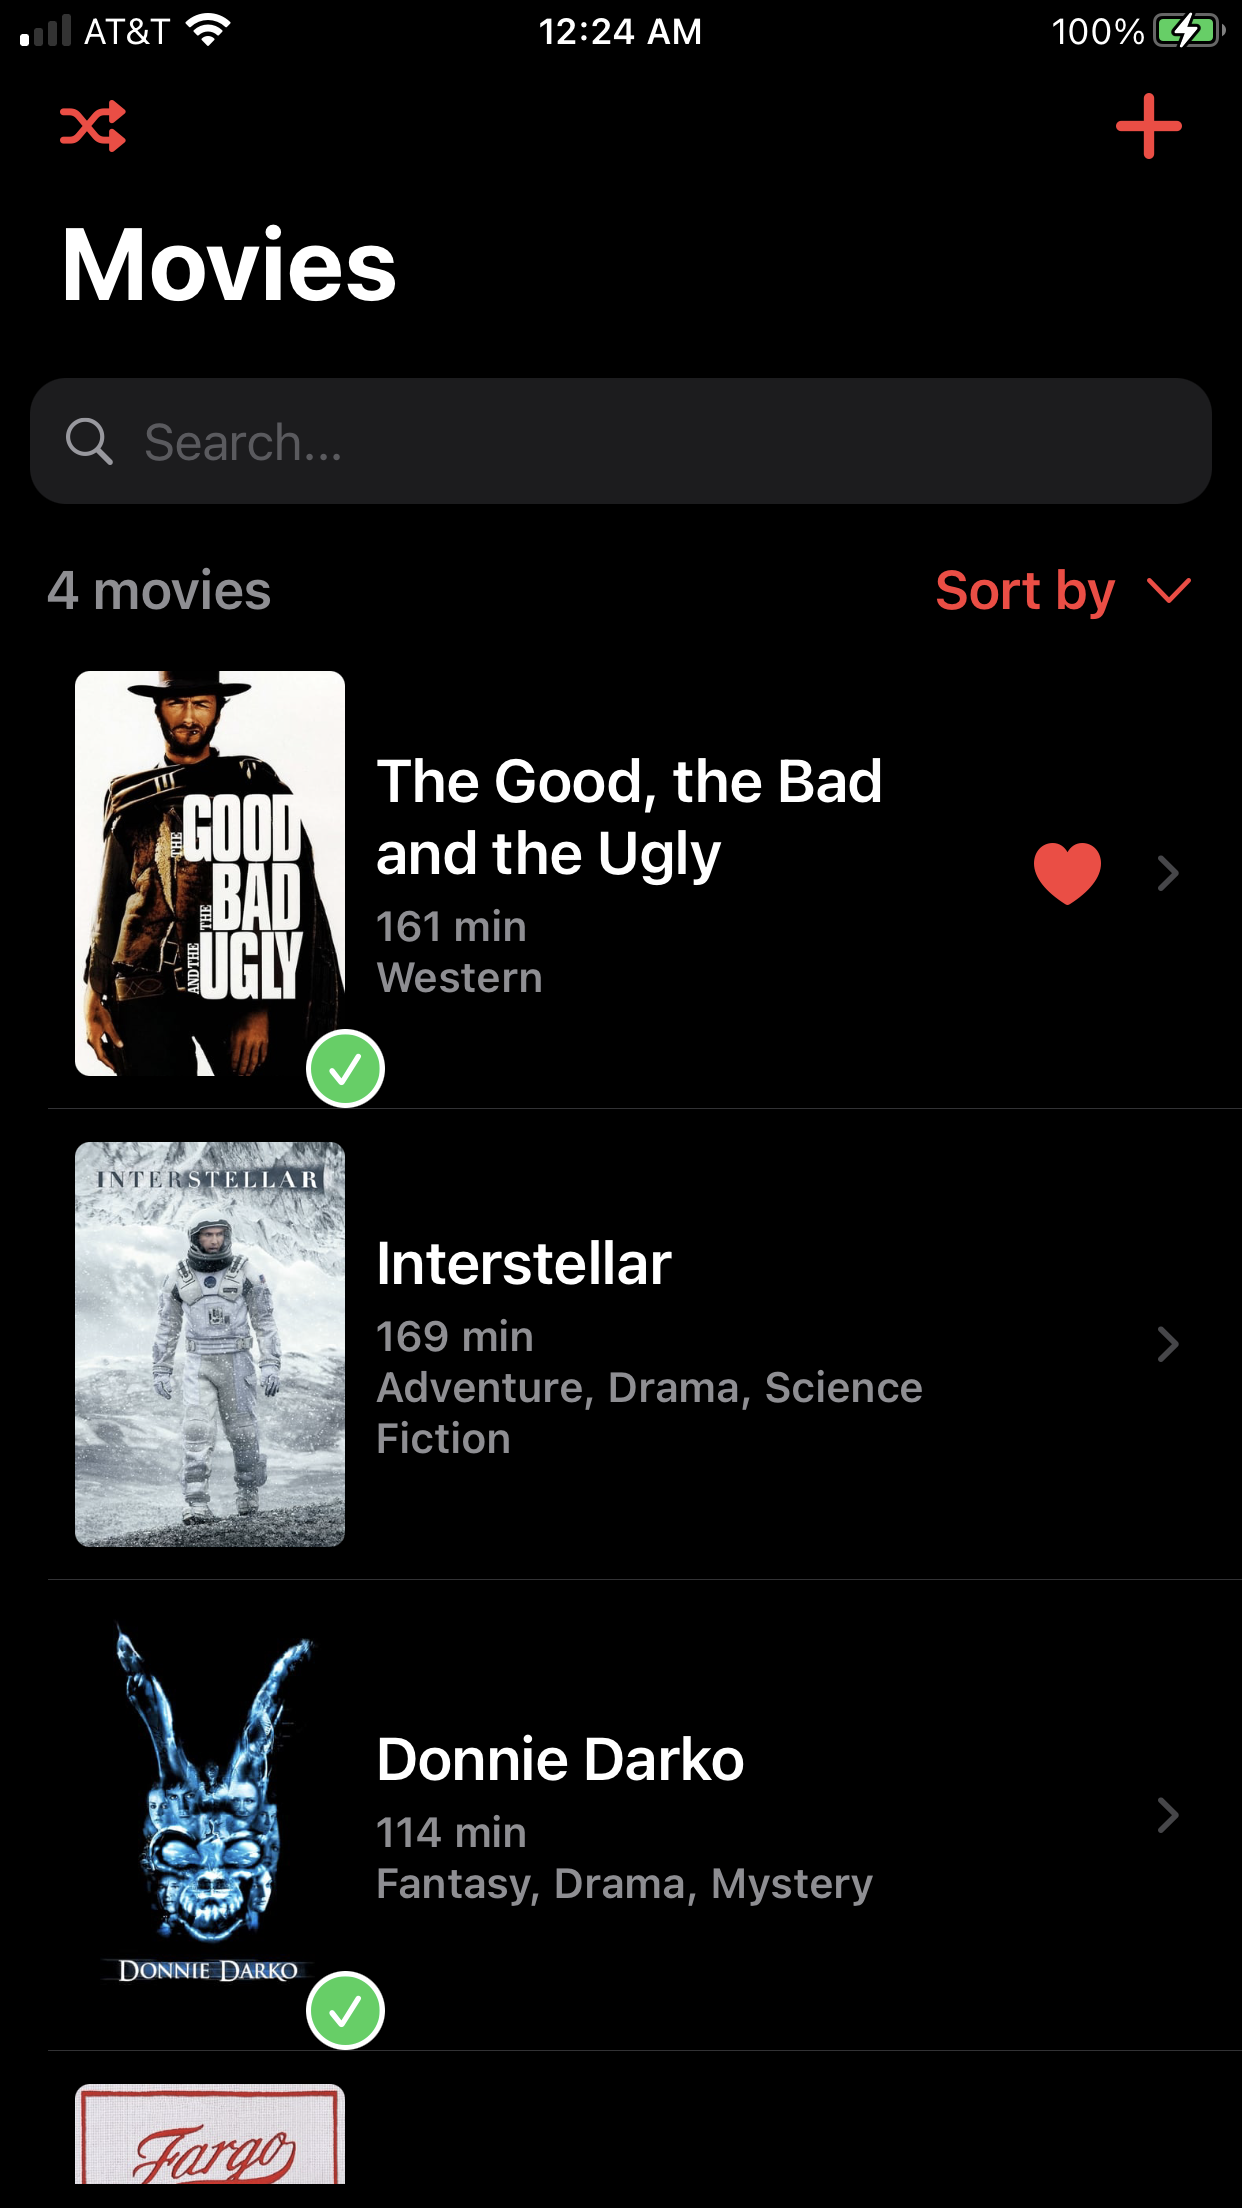 AT&T 12:24 AM 100%
Movies
Search...
4 movies Sort by
THE GOOD
THE BAD
AND THE UGLY
The Good, the Bad
and the Ugly
161 min
Western
INTERSTELLAR
Interstellar
169 min
Adventure, Drama, Science
Fiction
Donnie Darko
114 min
Fantasy, Drama, Mystery
DONNIE DARKO
Fargo